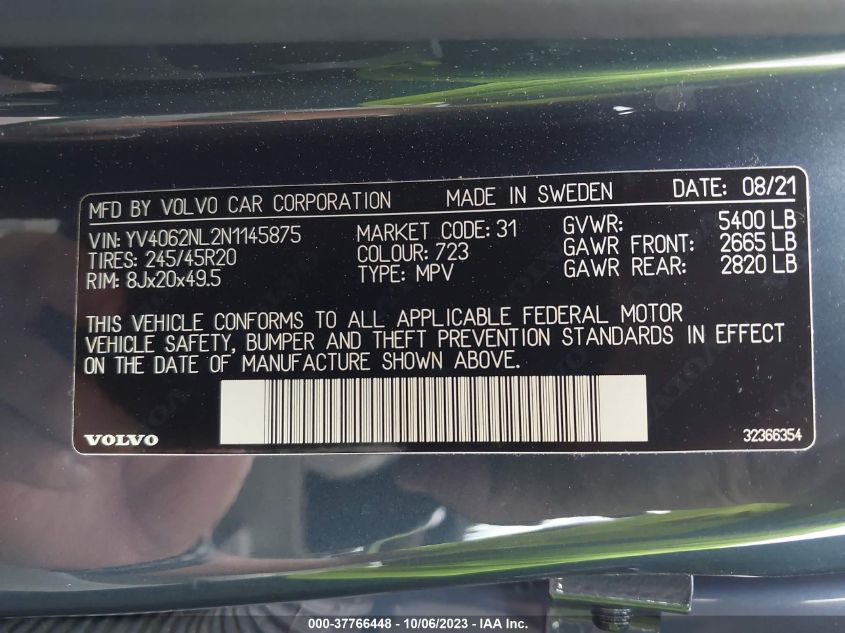 MFD BY VOLVO CAR CORPORATION MADE IN SWEDEN DATE: 08/21
VIN: YV4062NL2N1145875 MARKET CODE: 31 GVWR: 5400 LB
TIRES: 245/45R20 COLOUR: 723 GAWR FRONT: 2665 LB
RIM: 8Jx20x49.5 TYPE: MPV GAWR REAR: 2820 LB
THIS VEHICLE CONFORMS TO ALL APPLICABLE FEDERAL MOTOR
VEHICLE SAFETY, BUMPER AND THEFT PREVENTION STANDARDS IN EFFECT
ON THE DATE OF MANUFACTURE SHOWN ABOVE.
VOLVO 32366354
000-37766448 - 10/06/2023 - IAA Inc.